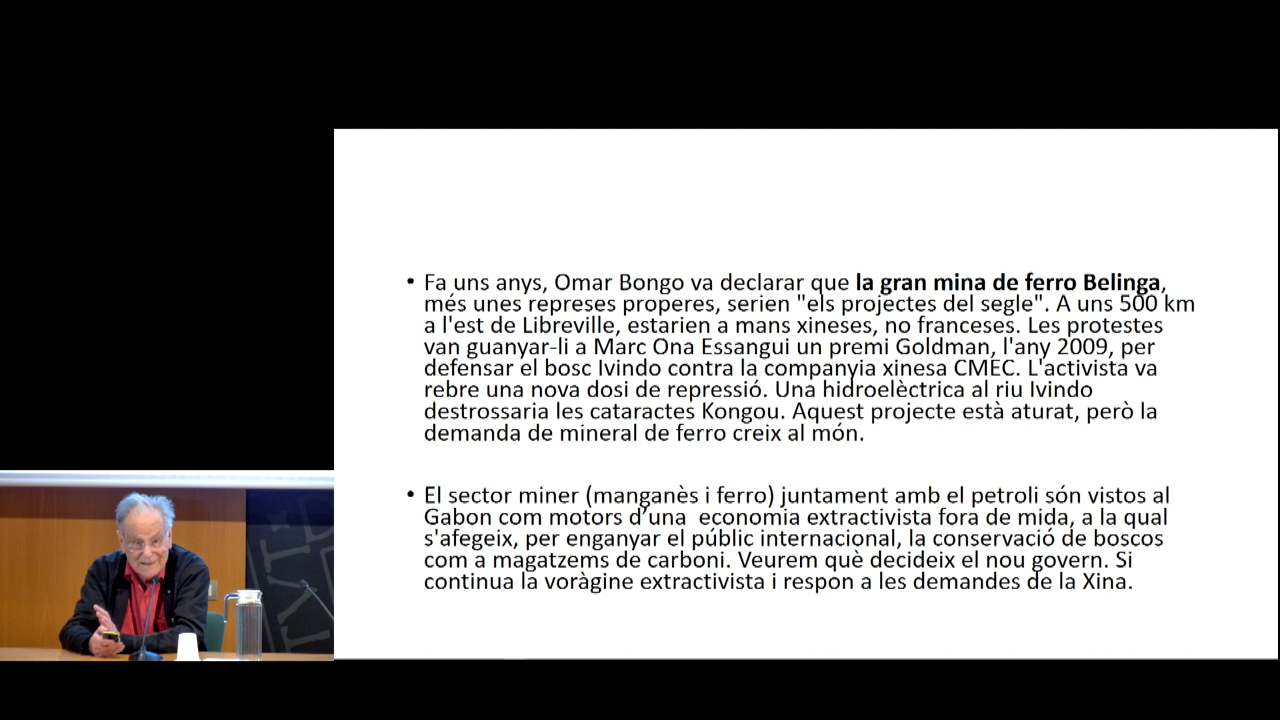 • Fa uns anys, Omar Bongo va declarar que la gran mina de ferro Belinga,
més unes represes properes, serien "els projectes del segle". A uns 500 km
a l'est de Libreville, estarien a mans xineses, no franceses. Les protestes
van guanyar-li a Marc Ona Essangui un premi Goldman, l'any 2009, per
defensar el bosc Ivindo contra la companyia xinesa CMEC. L'activista va
rebre una nova dosi de repressió. Una hidroelèctrica al riu Ivindo
destrossaria les cataractes Kongou. Aquest projecte està aturat, però la
demanda de mineral de ferro creix al món.
• El sector miner (manganès i ferro) juntament amb el petroli són vistos al
Gabon com motors d’una  economia extractivista fora de mida, a la qual
s'afegeix, per enganyar el públic internacional, la conservació de boscos
com a magatzems de carboni. Veurem què decideix el nou govern. Si
continua la voràgine extractivista i respon a les demandes de la Xina.